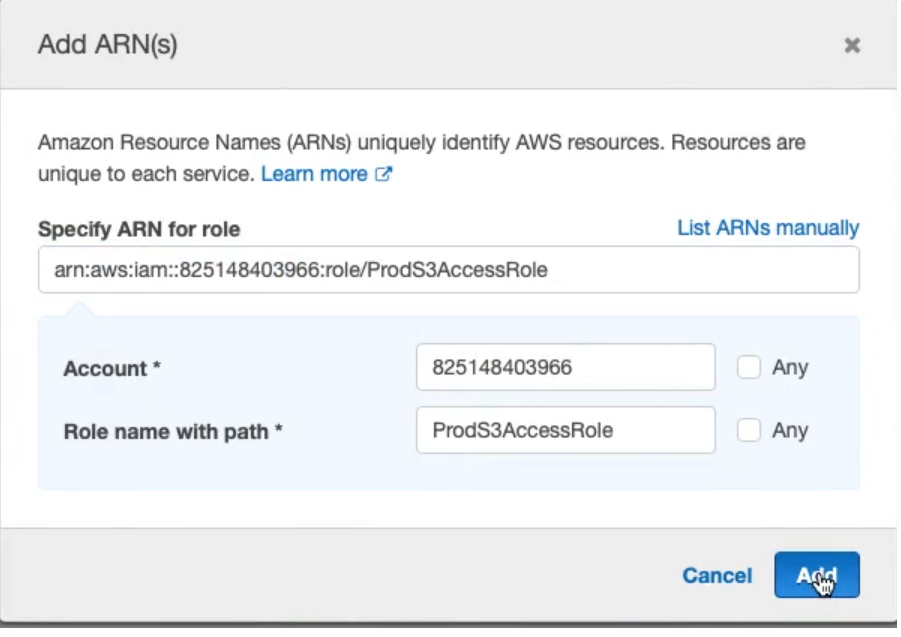 Add ARN(s)
Amazon Resource Names (ARNs) uniquely identify AWS resources. Resources are
unique to each service. Learn more
Specify ARN for role
List ARNs manually
arn:aws:iam::825148403966:role/ProdS3AccessRole
Account *
825148403966
Any
Role name with path *
ProdS3AccessRole
Any
Cancel
Add